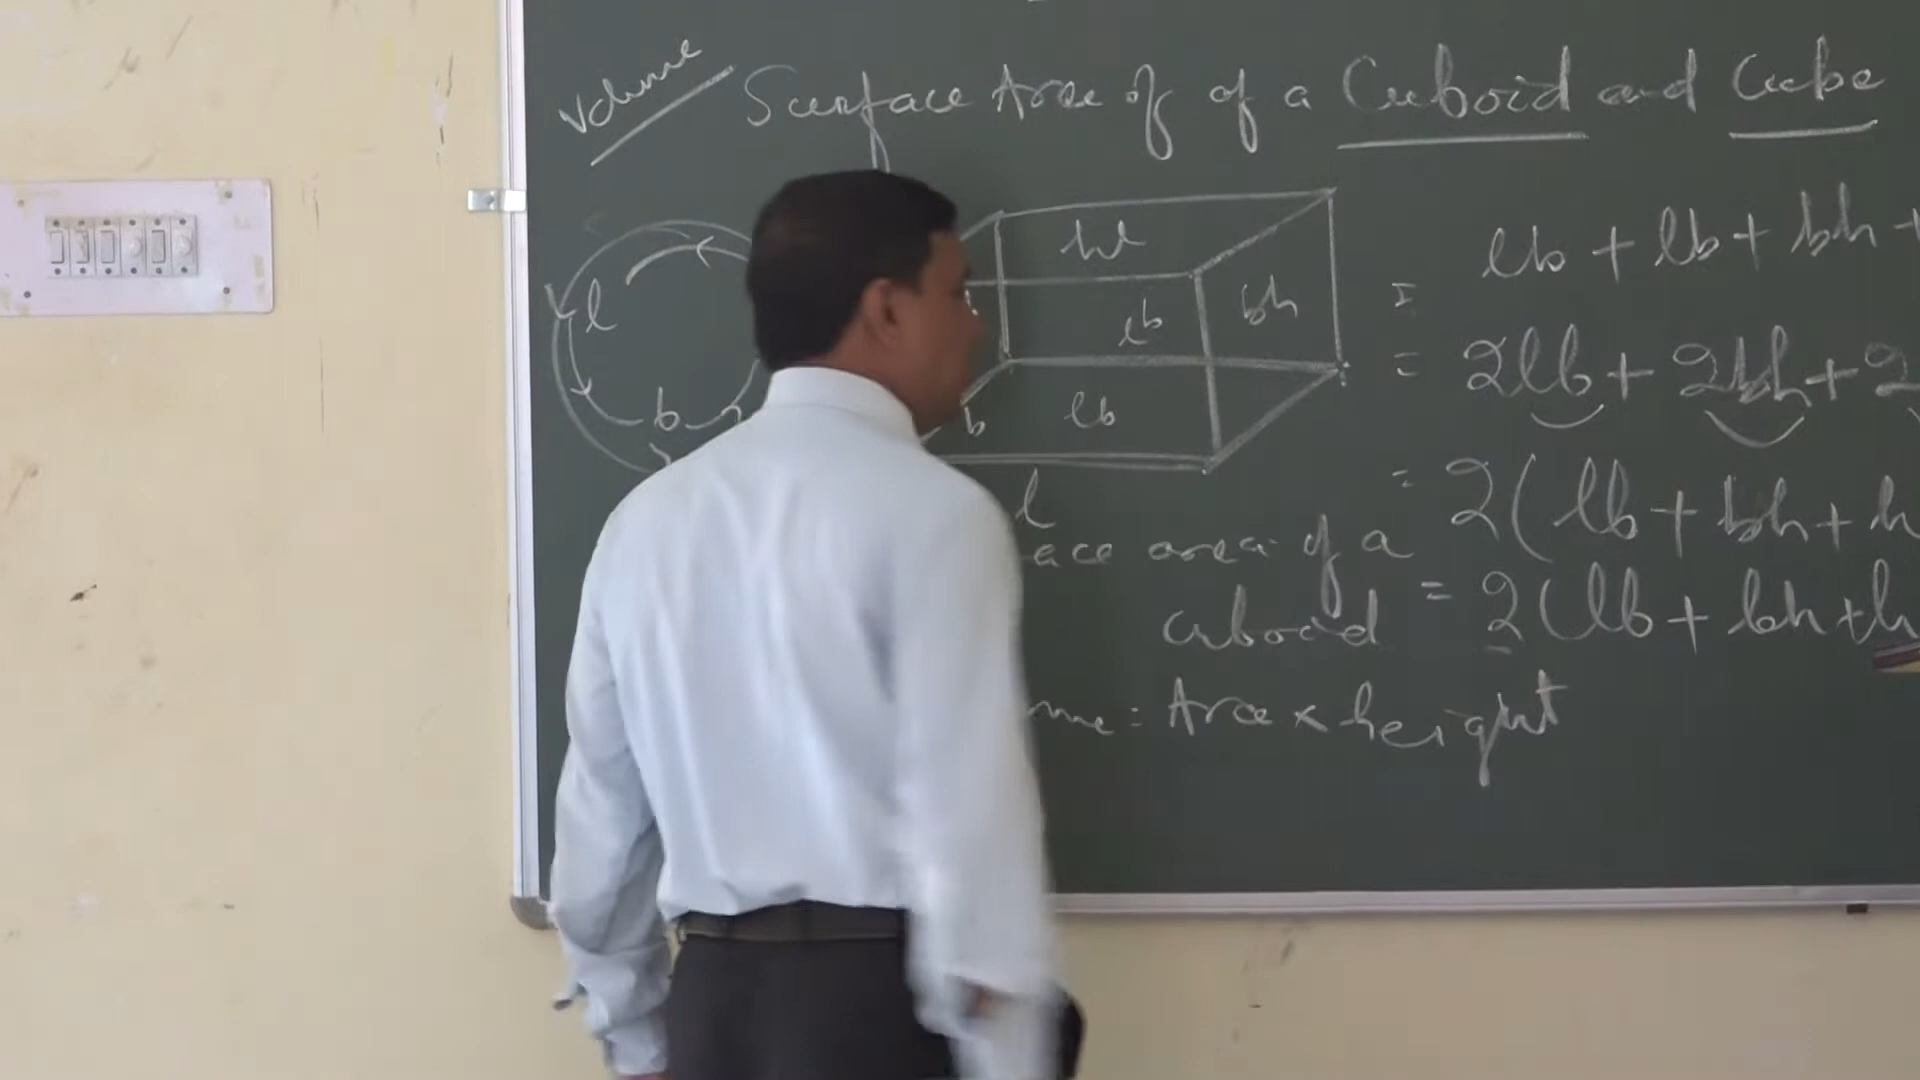 Volume
Surface Area of of a Cuboid and Cube
l
b
hl
lb
bh
lb
b
l
lb + lb + bh +
=
= 2lb + 2bh + 2
= 2(lb + bh + h
ace area of a
cuboid = 2(lb + bh + h
me = Area × height